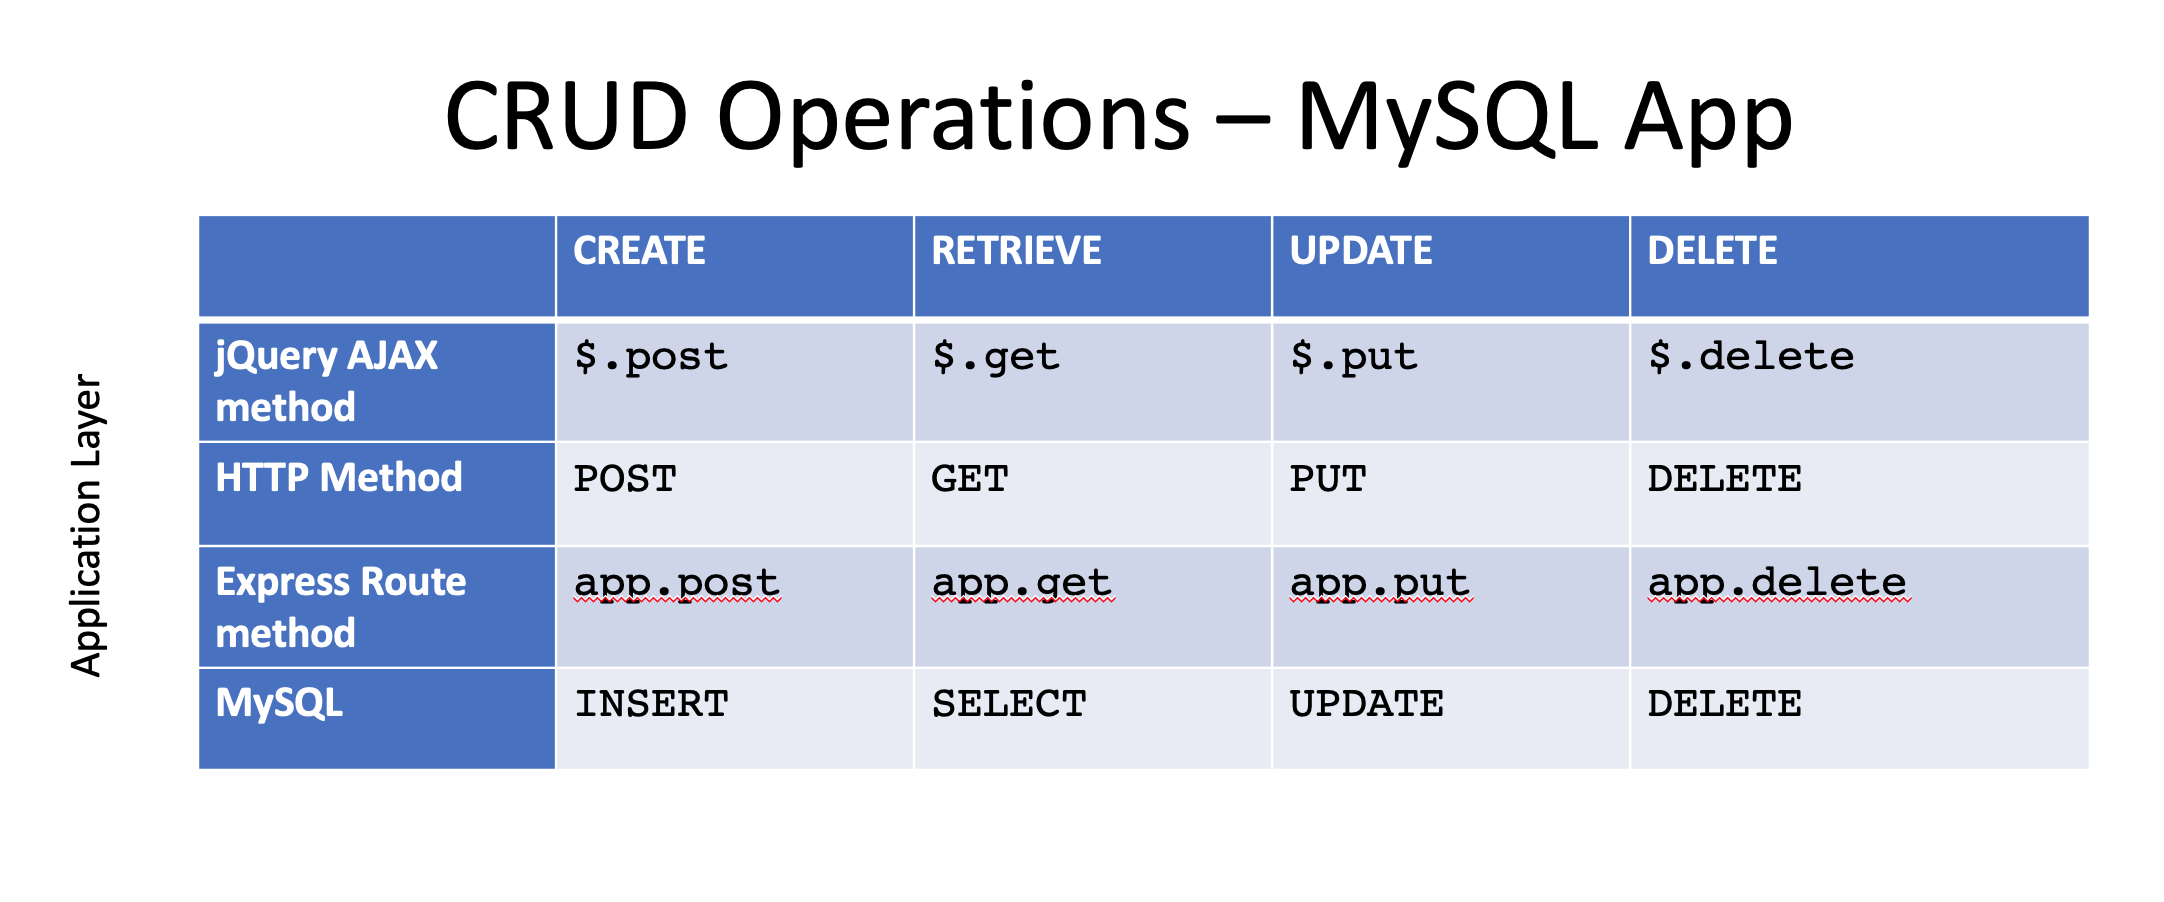 CRUD Operations – MySQL App
CREATE RETRIEVE UPDATE DELETE
Application Layer
jQuery AJAX
method
$.post $.get $.put $.delete
HTTP Method POST GET PUT DELETE
Express Route
method
app.post app.get app.put app.delete
MySQL INSERT SELECT UPDATE DELETE